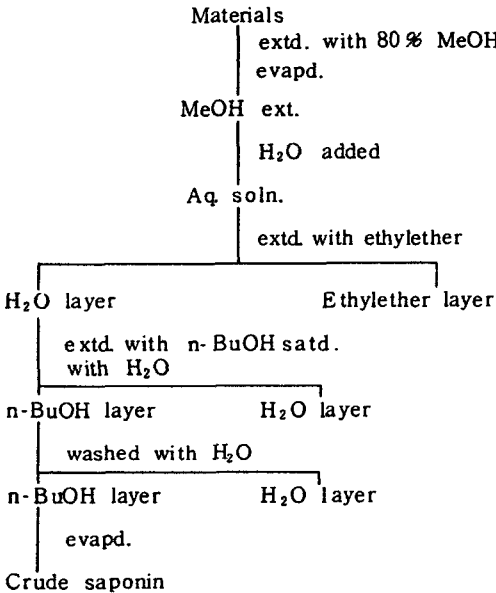 Materials
extd. with 80% MeOH
evapd.
MeOH ext.
H₂O added
Aq. soln.
extd. with ethylether
H₂O layer Ethylether layer
extd. with n-BuOH satd.
with H₂O
n-BuOH layer H₂O layer
washed with H₂O
n-BuOH layer H₂O layer
evapd.
Crude saponin